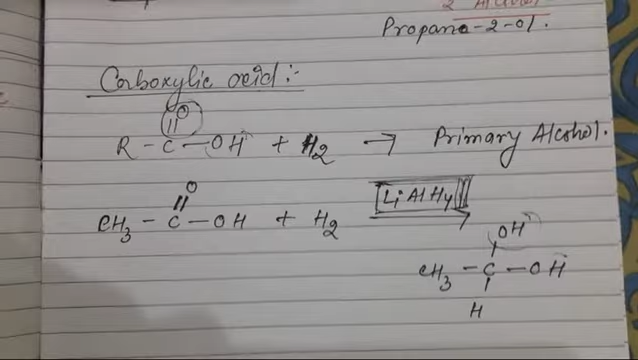 Propane-2-ol.
Carboxylic acid :-
O
R - C - OH + H2 → Primary Alcohol.
O
CH3 - C - OH + H2 LiAlH4 →
OH
CH3 - C - OH
H